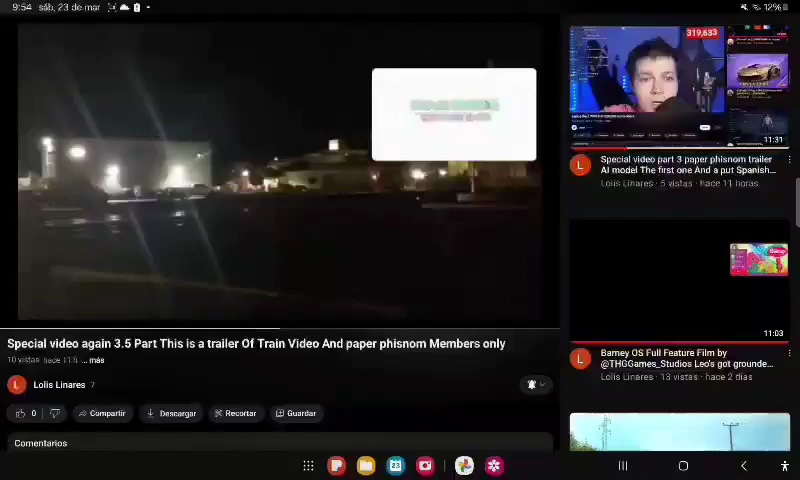 9:54 sáb, 23 de mar
12%
319,633
11:31
Special video part 3 paper phisnom trailer
AI model The first one And a put Spanish...
Lolis Linares · 5 vistas · hace 11 horas
11:03
Barney OS Full Feature Film by
@THGGames_Studios Leo's got grounde...
Lolis Linares · 13 vistas · hace 2 días
Special video again 3.5 Part This is a trailer Of Train Video And paper phisnom Members only
10 vistas hace 11 h ...más
L Lolis Linares 7
0 Compartir Descargar Recortar Guardar
Comentarios